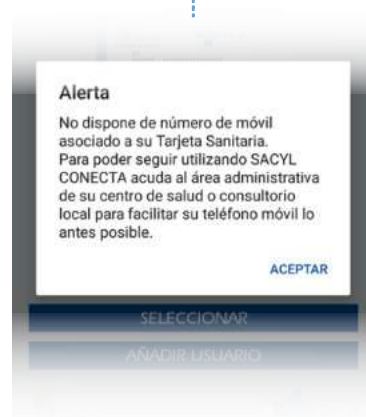 Alerta
No dispone de número de móvil
asociado a su Tarjeta Sanitaria.
Para poder seguir utilizando SACYL
CONECTA acuda al área administrativa
de su centro de salud o consultorio
local para facilitar su teléfono móvil lo
antes posible.
ACEPTAR
SELECCIONAR
AÑADIR USUARIO